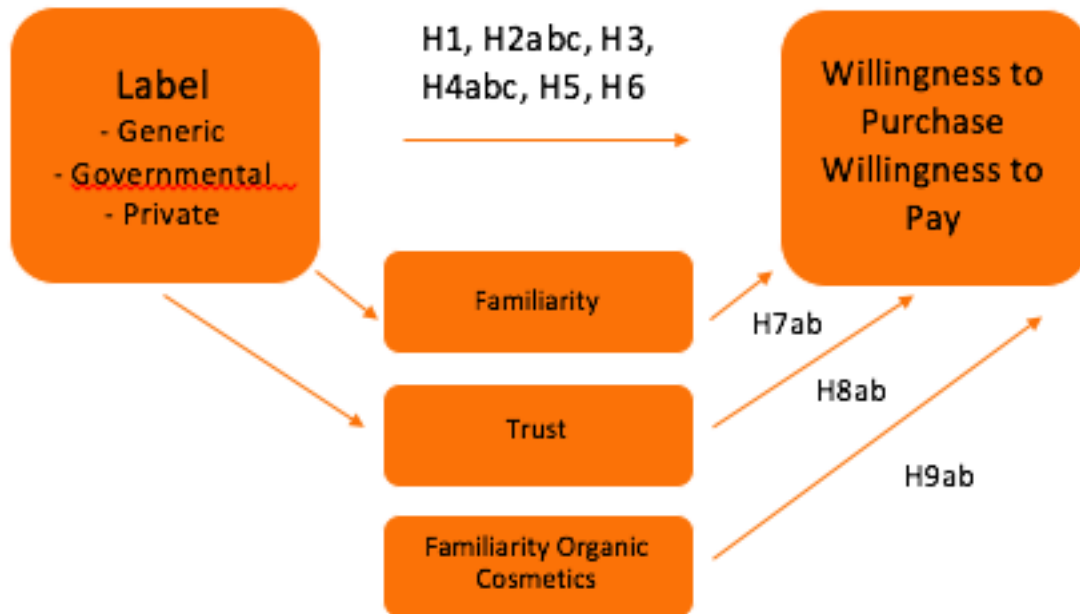 Label
- Generic
- Governmental
- Private
H1, H2abc, H3,
H4abc, H5, H6
Willingness to
Purchase
Willingness to
Pay
Familiarity
H7ab
Trust
H8ab
Familiarity Organic
Cosmetics
H9ab